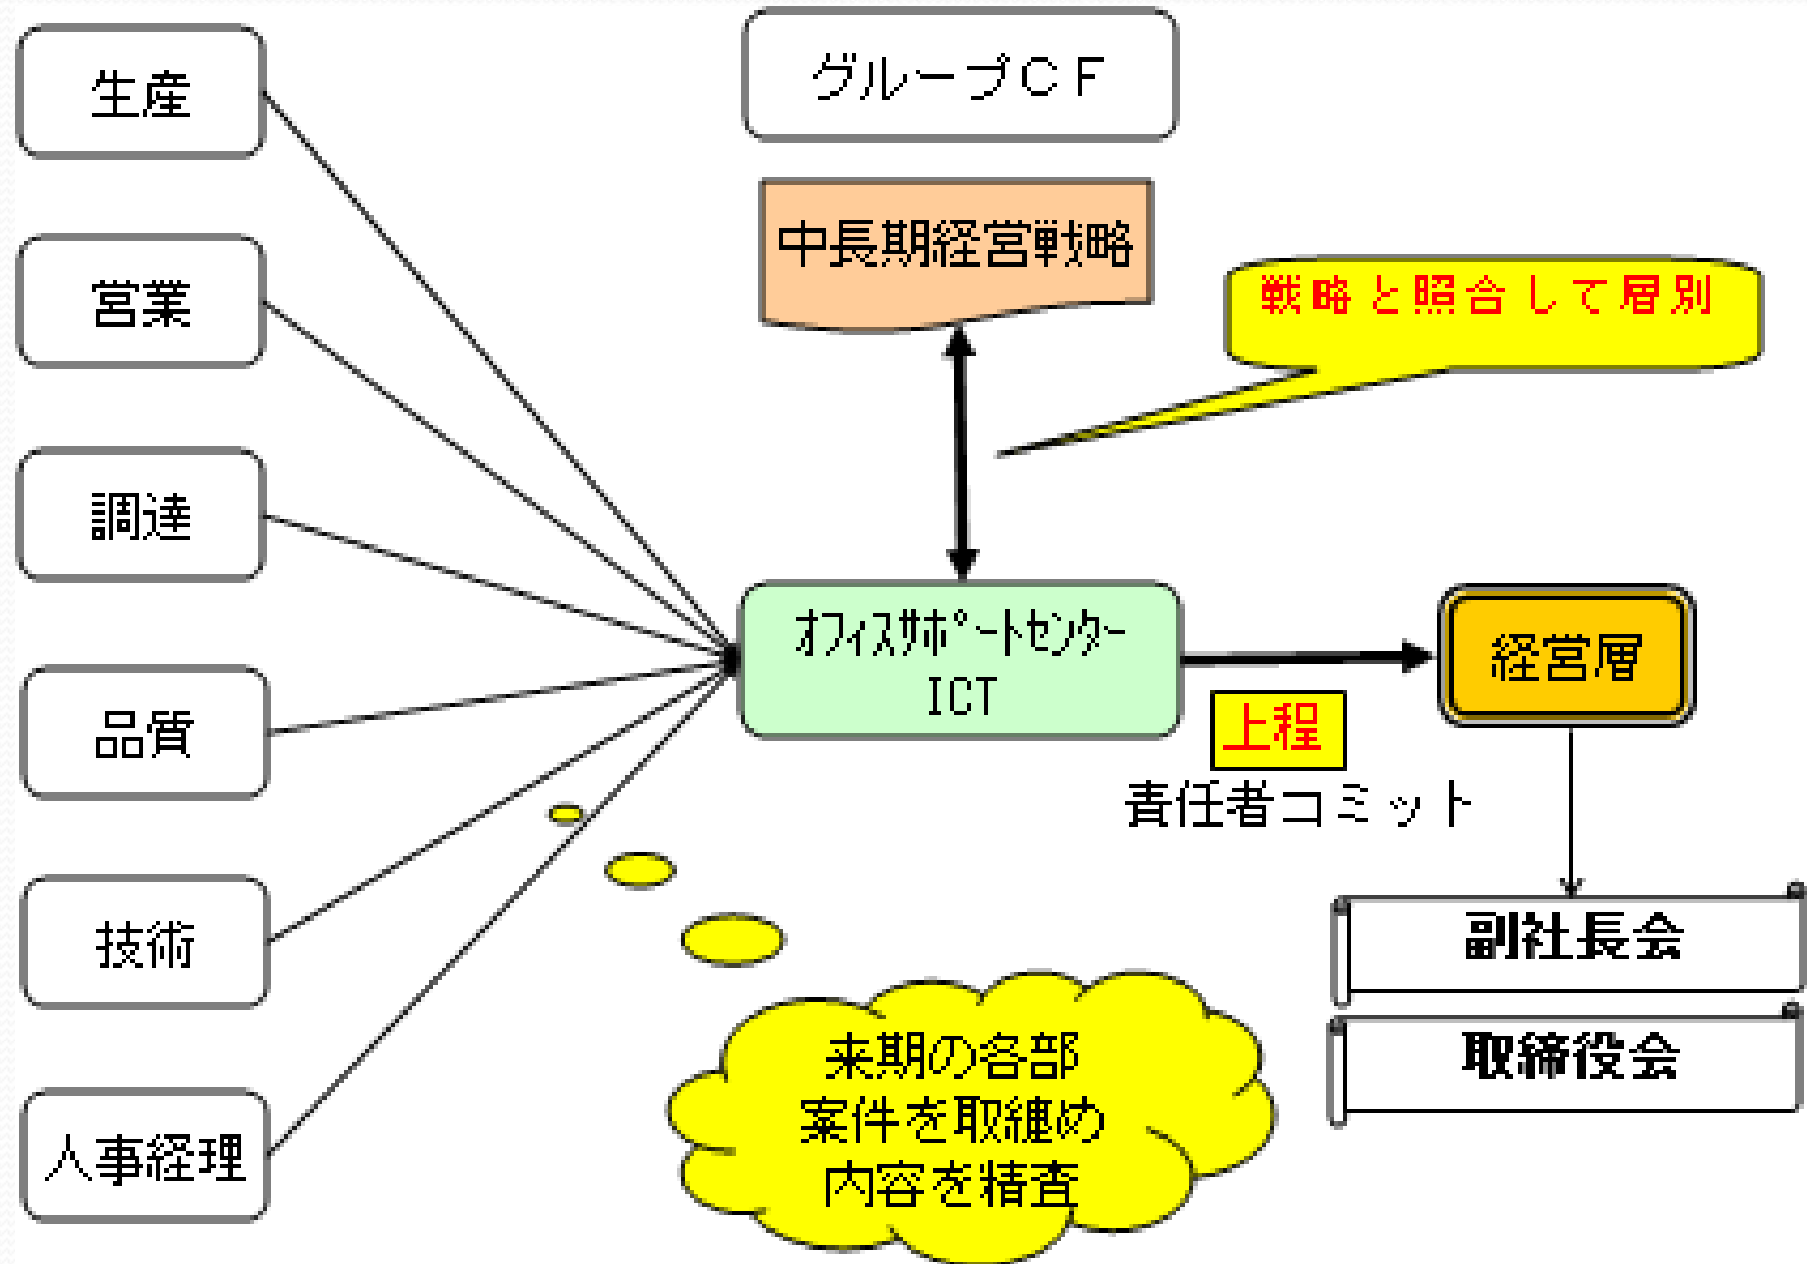 生産
営業
調達
品質
技術
人事経理
グループCF
中長期経営戦略
戦略と照合して層別
オフィスサポートセンター
ICT
経営層
上程
責任者コミット
副社長会
取締役会
来期の各部
案件を取纏め
内容を精査